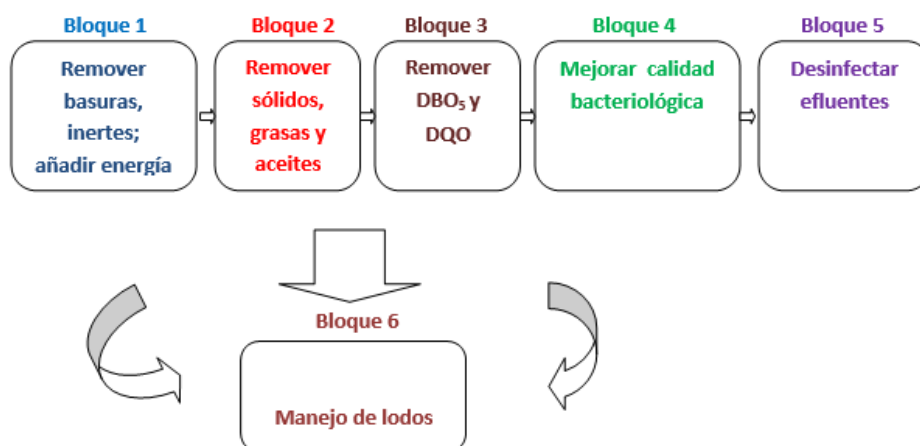 Bloque 1
Remover
basuras,
inertes;
añadir energía
Bloque 2
Remover
sólidos,
grasas y
aceites
Bloque 3
Remover
DBO₅ y
DQO
Bloque 4
Mejorar calidad
bacteriológica
Bloque 5
Desinfectar
efluentes
Bloque 6
Manejo de lodos